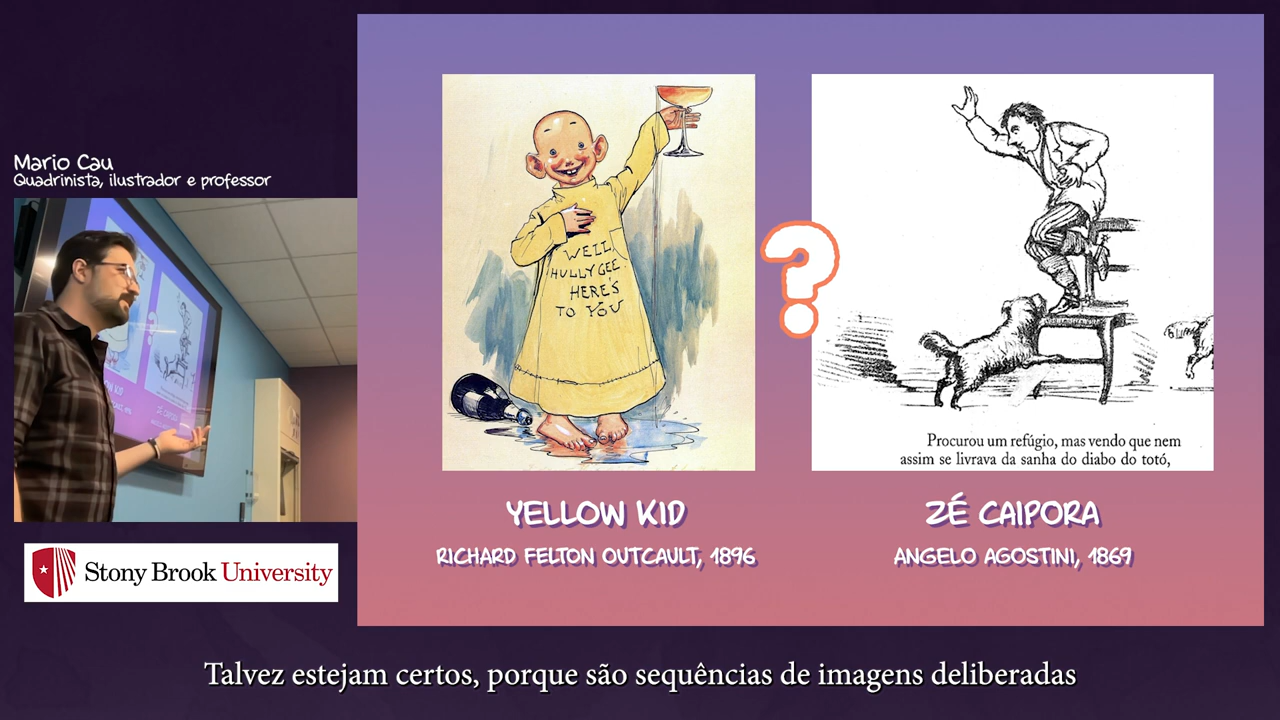 Mario Cau
Quadrinista, ilustrador e professor
Stony Brook University
WELL,
HULLY GEE
HERE'S
TO YOU
?
Procurou um refúgio, mas vendo que nem
assim se livrava da sanha do diabo do totó,
YELLOW KID
RICHARD FELTON OUTCAULT, 1896
ZÉ CAIPORA
ANGELO AGOSTINI, 1869
Talvez estejam certos, porque são sequências de imagens deliberadas